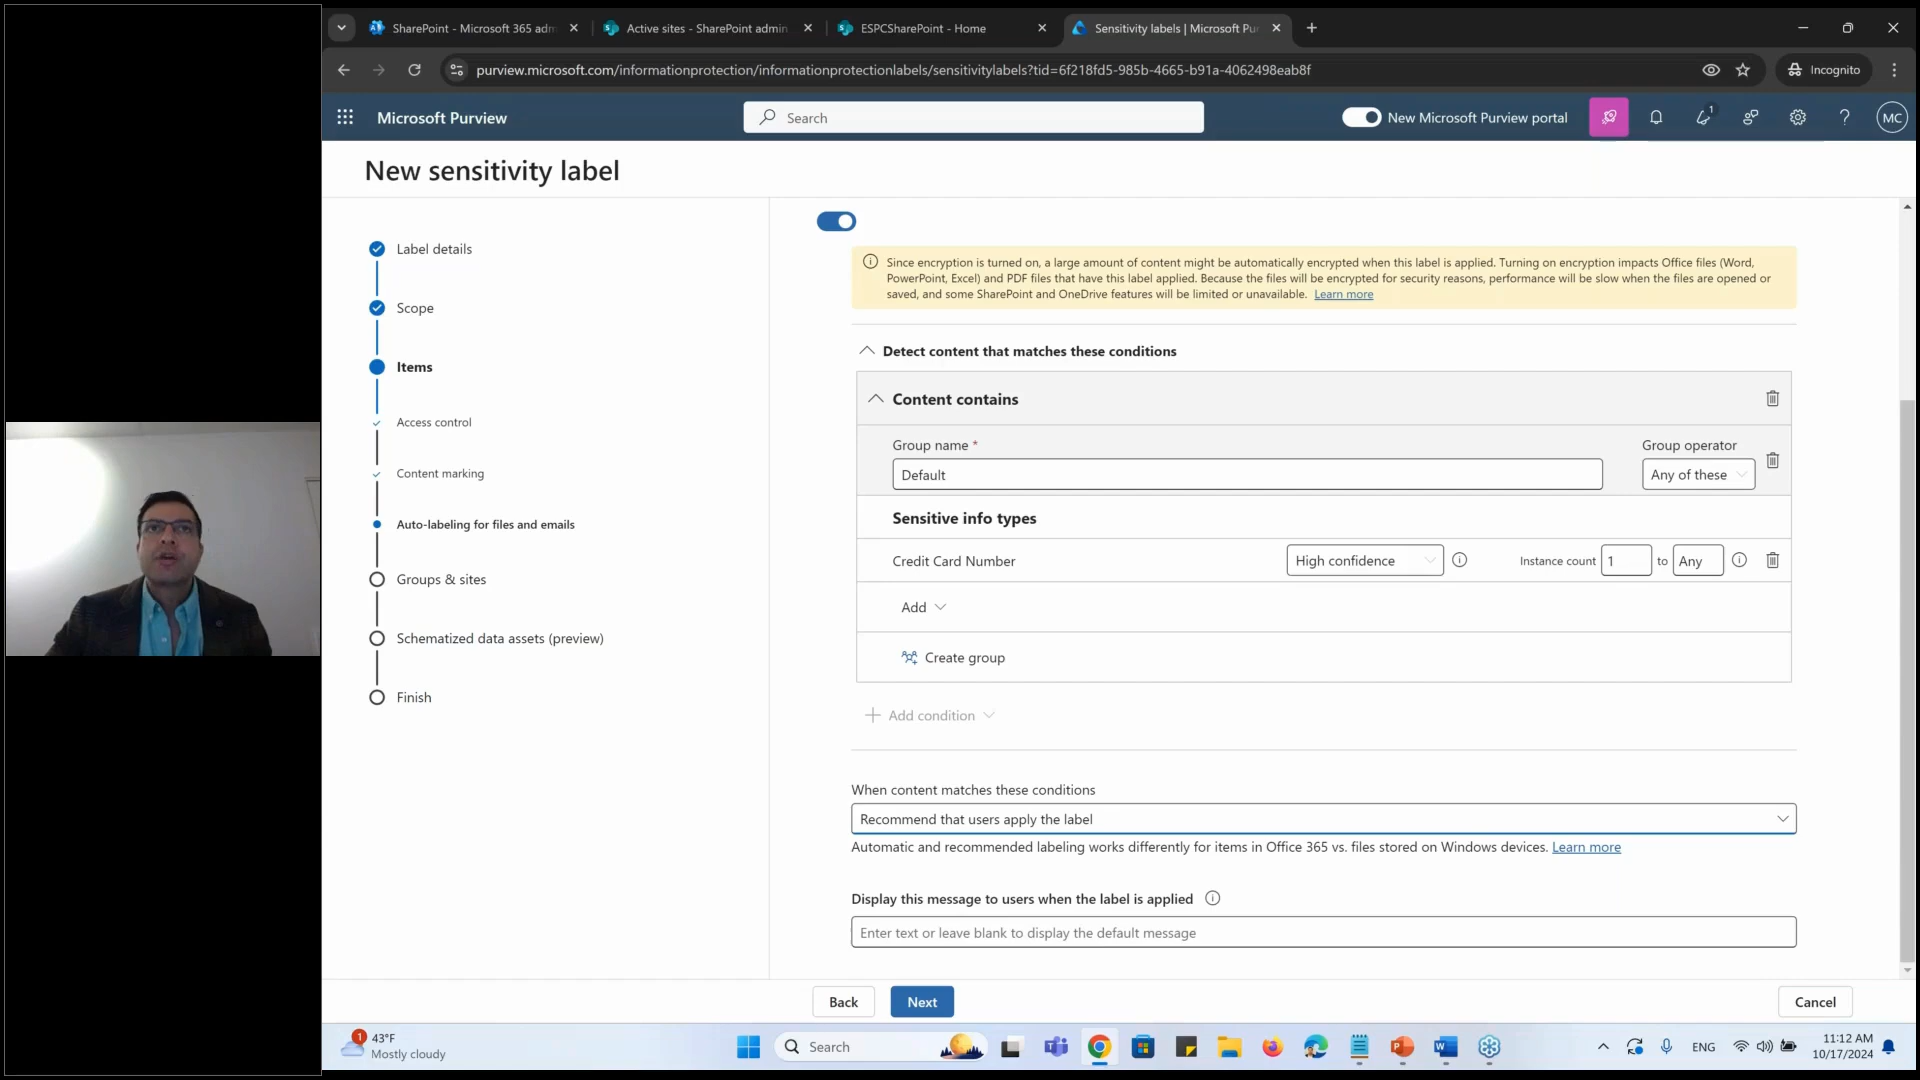 SharePoint - Microsoft 365 adm
Active sites - SharePoint admin
ESPCSharePoint - Home
Sensitivity labels | Microsoft Pur
purview.microsoft.com/informationprotection/informationprotectionlabels/sensitivitylabels?tid=6f218fd5-985b-4665-b91a-4062498eab8f
Incognito
Microsoft Purview
Search
New Microsoft Purview portal
1
MC
New sensitivity label
Label details
Scope
Items
Access control
Content marking
Auto-labeling for files and emails
Groups & sites
Schematized data assets (preview)
Finish
Since encryption is turned on, a large amount of content might be automatically encrypted when this label is applied. Turning on encryption impacts Office files (Word,
PowerPoint, Excel) and PDF files that have this label applied. Because the files will be encrypted for security reasons, performance will be slow when the files are opened or
saved, and some SharePoint and OneDrive features will be limited or unavailable. Learn more
Detect content that matches these conditions
Content contains
Group name *
Group operator
Default
Any of these
Sensitive info types
Credit Card Number
High confidence
Instance count 1 to Any
Add
Create group
Add condition
When content matches these conditions
Recommend that users apply the label
Automatic and recommended labeling works differently for items in Office 365 vs. files stored on Windows devices. Learn more
Display this message to users when the label is applied
Enter text or leave blank to display the default message
Back
Next
Cancel
1
43°F
Mostly cloudy
Search
ENG
11:12 AM
10/17/2024